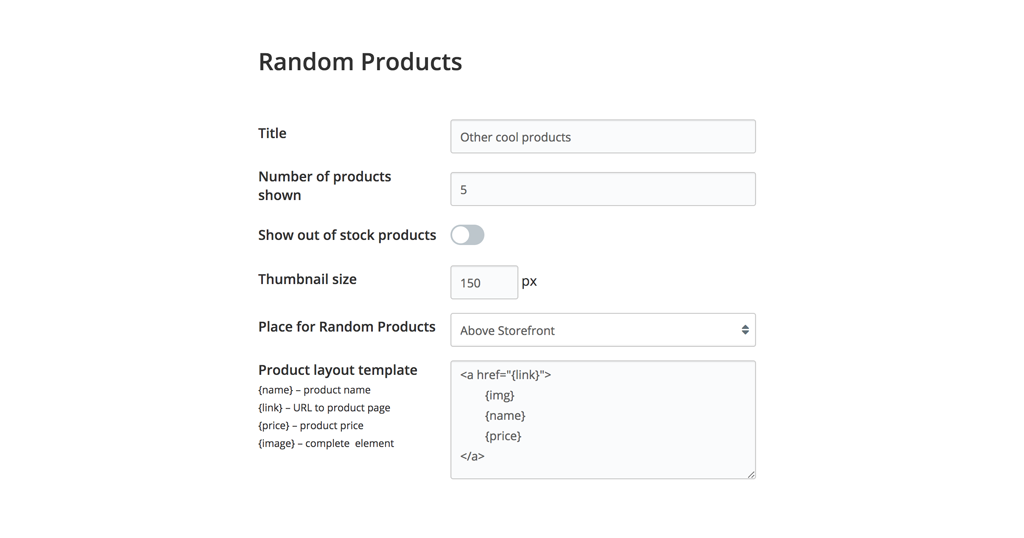 Random Products
Title
Other cool products
Number of products
shown
5
Show out of stock products
Thumbnail size
150
px
Place for Random Products
Above Storefront
Product layout template
{name} – product name
{link} – URL to product page
{price} – product price
{image} – complete  element
<a href="{link}">
{img}
{name}
{price}
</a>